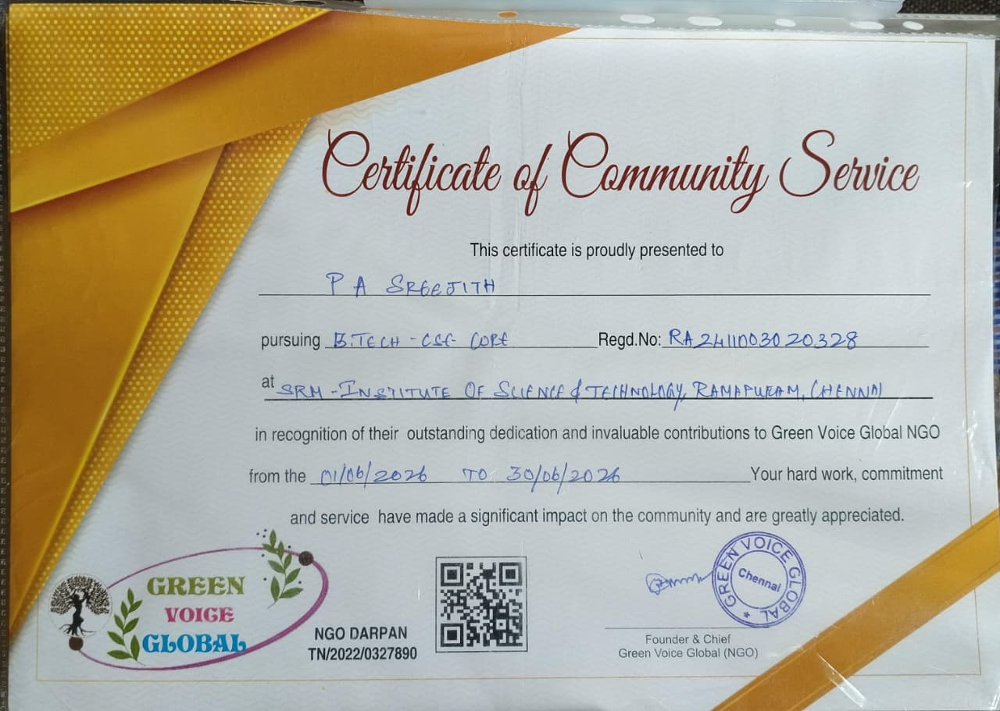 Certificate of Community Service
This certificate is proudly presented to
P A SREEJITH
pursuing B.TECH - CSE - CORE Regd.No: RA2411003020328
at SRM - INSTITUTE OF SCIENCE & TECHNOLOGY, RAMAPURAM, CHENNAI
in recognition of their outstanding dedication and invaluable contributions to Green Voice Global NGO
from the 01/06/2026 TO 30/06/2026 Your hard work, commitment
and service have made a significant impact on the community and are greatly appreciated.
GREEN
VOICE
GLOBAL
NGO DARPAN
TN/2022/0327890
GREEN VOICE GLOBAL
Chennai
Founder & Chief
Green Voice Global (NGO)